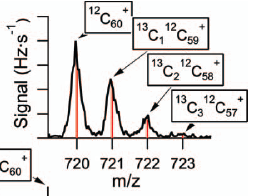 ¹²C₆₀⁺
¹³C₁¹²C₅₉⁺
¹³C₂¹²C₅₈⁺
¹³C₃¹²C₅₇⁺
Signal (Hz·s⁻¹)
720 721 722 723
m/z
C₆₀⁺